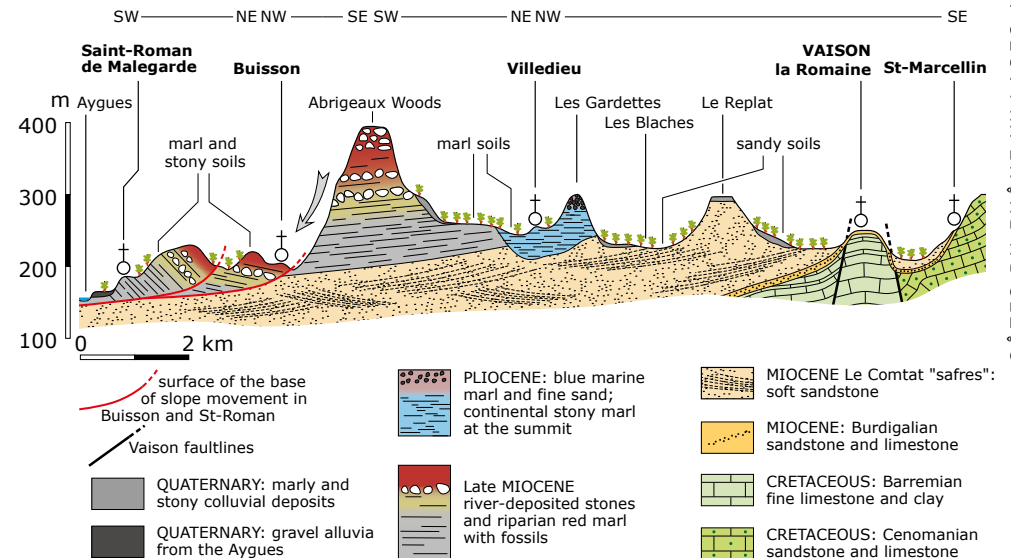 SW NE NW SE SW NE NW SE
Saint-Roman
de Malegarde
Buisson
Villedieu
VAISON
la Romaine
St-Marcellin
m
Aygues
Abrigeaux Woods
Les Gardettes
Le Replat
Les Blaches
marl and
stony soils
marl soils
sandy soils
400
300
200
100
0 2 km
surface of the base
of slope movement in
Buisson and St-Roman
Vaison faultlines
QUATERNARY: marly and
stony colluvial deposits
QUATERNARY: gravel alluvia
from the Aygues
PLIOCENE: blue marine
marl and fine sand;
continental stony marl
at the summit
Late MIOCENE
river-deposited stones
and riparian red marl
with fossils
MIOCENE Le Comtat "safres":
soft sandstone
MIOCENE: Burdigalian
sandstone and limestone
CRETACEOUS: Barremian
fine limestone and clay
CRETACEOUS: Cenomanian
sandstone and limestone